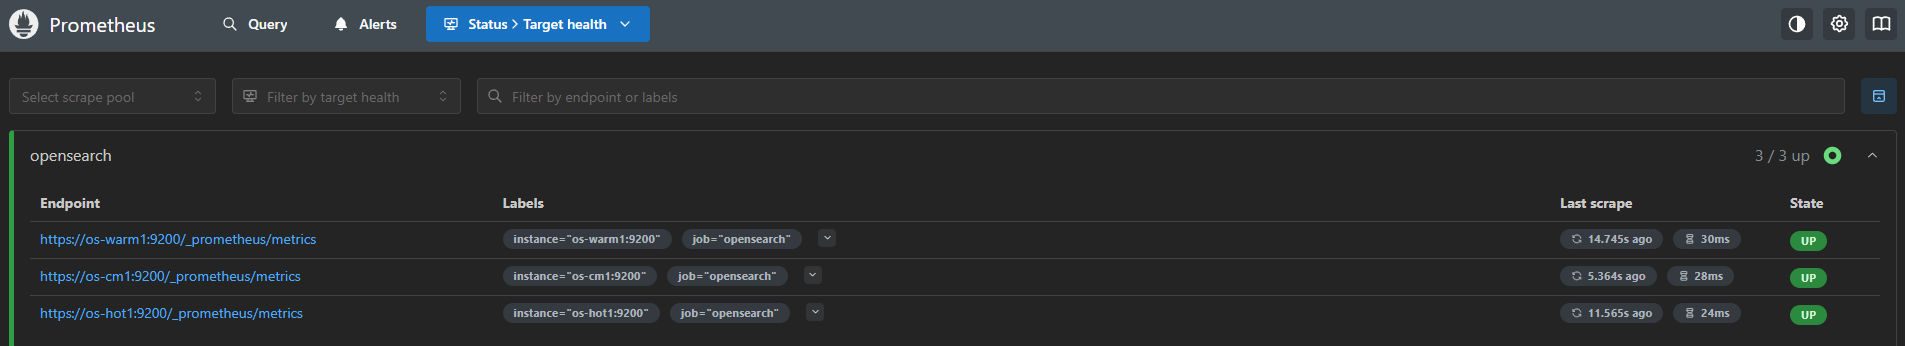 Prometheus Query Alerts Status > Target health
Select scrape pool Filter by target health Filter by endpoint or labels
opensearch 3 / 3 up
Endpoint Labels Last scrape State
https://os-warm1:9200/_prometheus/metrics instance="os-warm1:9200" job="opensearch" 14.745s ago 30ms UP
https://os-cm1:9200/_prometheus/metrics instance="os-cm1:9200" job="opensearch" 5.364s ago 28ms UP
https://os-hot1:9200/_prometheus/metrics instance="os-hot1:9200" job="opensearch" 11.565s ago 24ms UP